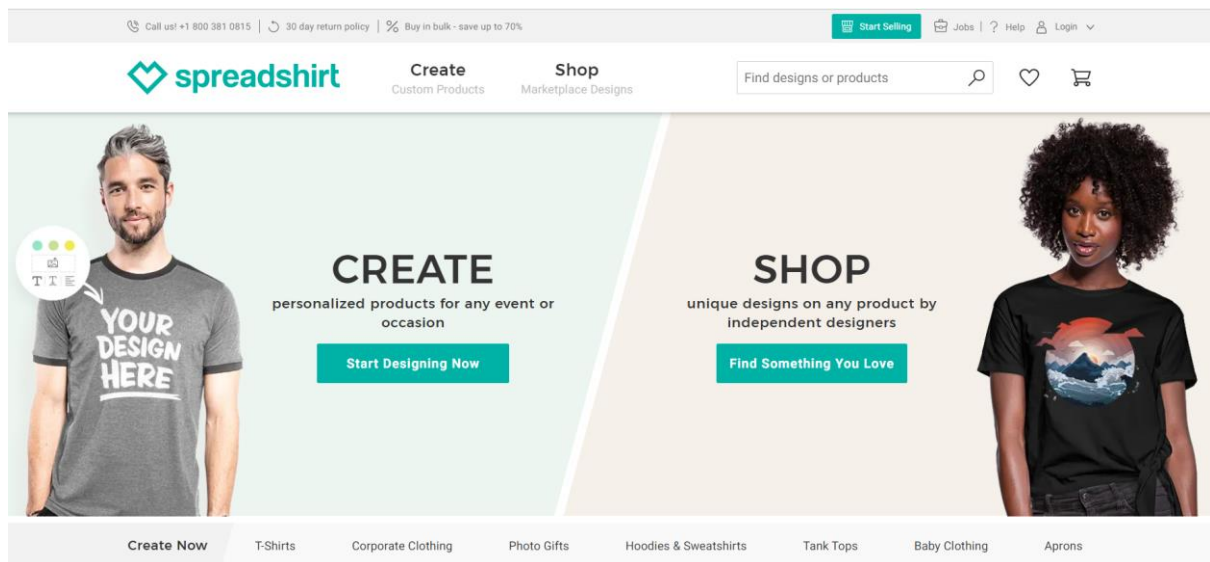 Call us! +1 800 381 0815 | 30 day return policy | Buy in bulk - save up to 70% Start Selling Jobs | ? Help Login
spreadshirt Create Shop Find designs or products
Custom Products Marketplace Designs
T T
YOUR
DESIGN
HERE
CREATE
personalized products for any event or
occasion
Start Designing Now
SHOP
unique designs on any product by
independent designers
Find Something You Love
Create Now T-Shirts Corporate Clothing Photo Gifts Hoodies & Sweatshirts Tank Tops Baby Clothing Aprons